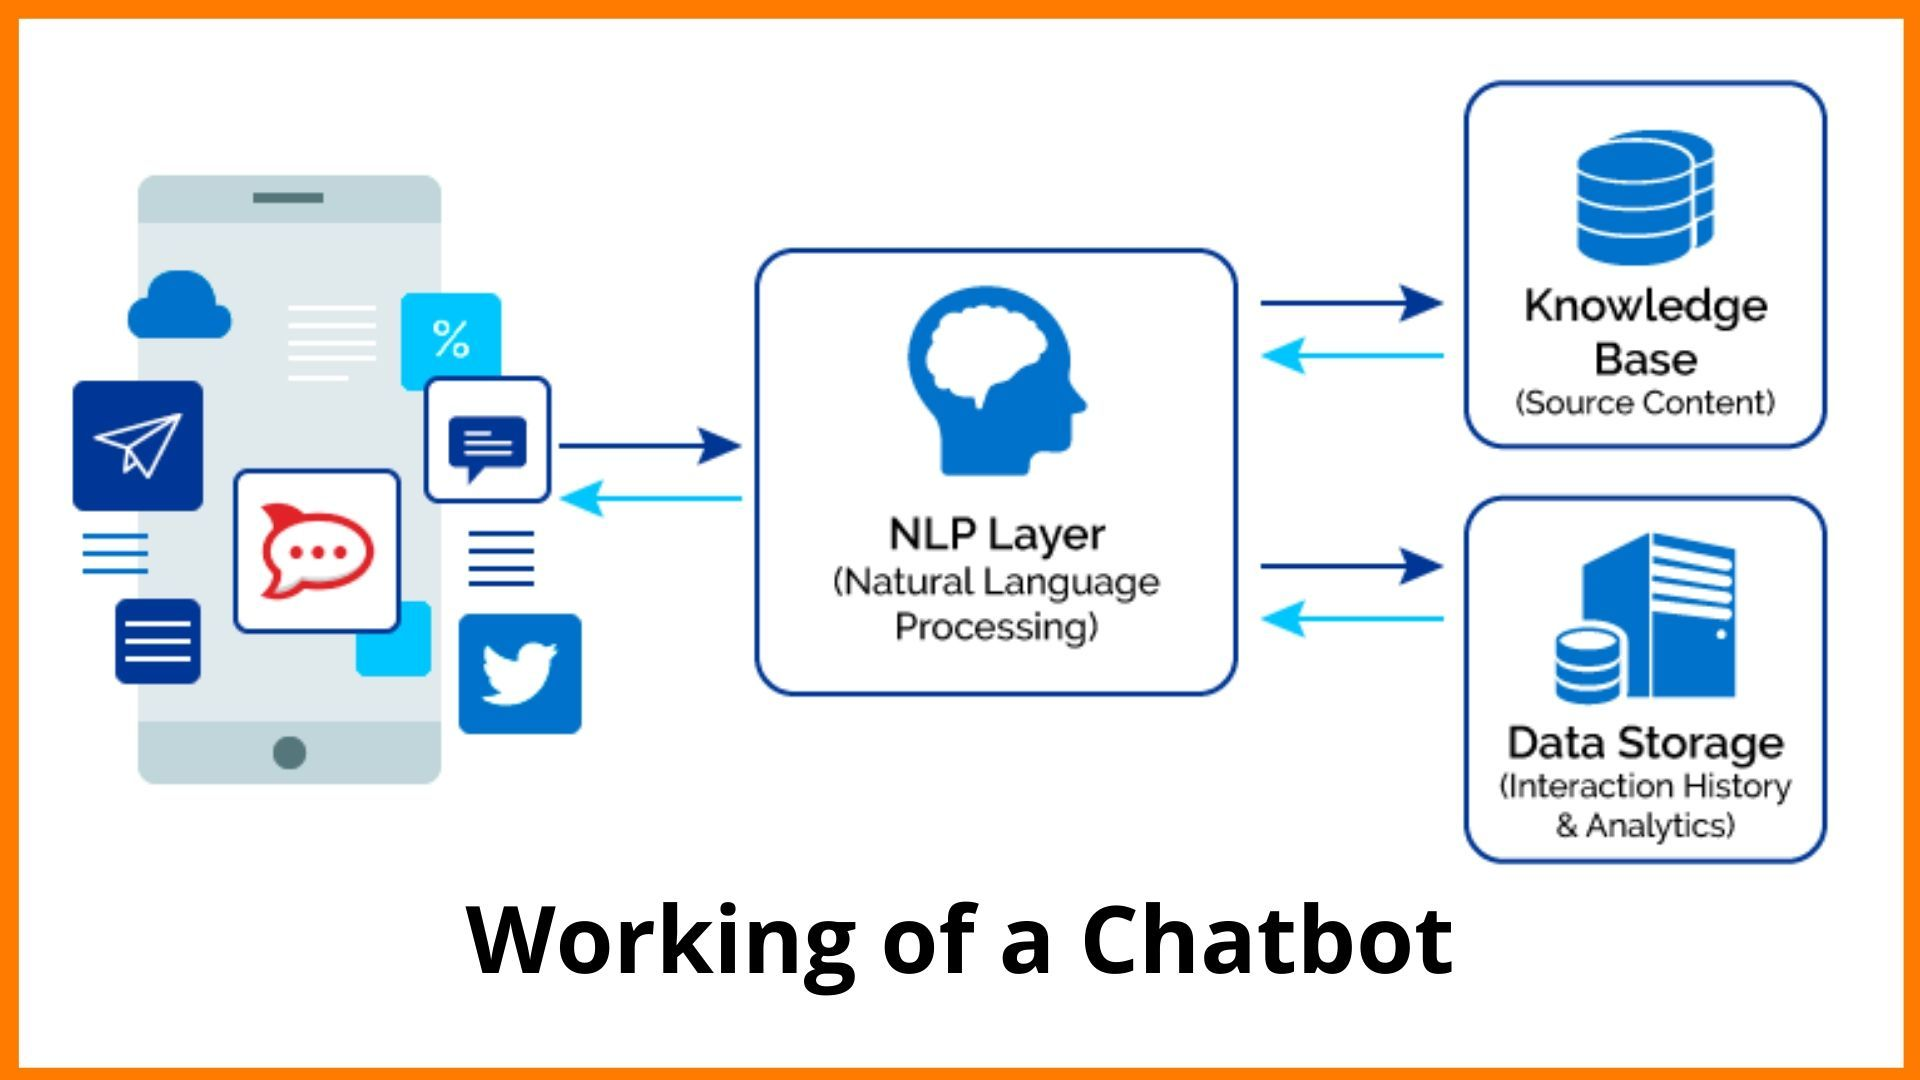 %
NLP Layer
(Natural Language
Processing)
Knowledge
Base
(Source Content)
Data Storage
(Interaction History
& Analytics)
Working of a Chatbot